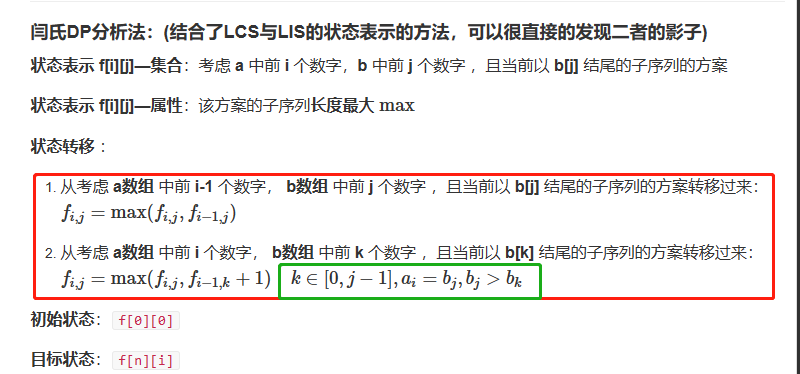 闫氏DP分析法：(结合了LCS与LIS的状态表示的方法，可以很直接的发现二者的影子)
状态表示 f[i][j]—集合：考虑 a 中前 i 个数字，b 中前 j 个数字 ，且当前以 b[j] 结尾的子序列的方案
状态表示 f[i][j]—属性：该方案的子序列长度最大 max
状态转移 ：
1. 从考虑 a数组 中前 i-1 个数字， b数组 中前 j 个数字 ，且当前以 b[j] 结尾的子序列的方案转移过来：
f_{i,j} = max(f_{i,j}, f_{i−1,j})
2. 从考虑 a数组 中前 i 个数字， b数组 中前 k 个数字 ，且当前以 b[k] 结尾的子序列的方案转移过来：
f_{i,j} = max(f_{i,j}, f_{i−1,k} + 1) k ∈ [0, j − 1], a_i = b_j, b_j > b_k
初始状态： f[0][0]
目标状态： f[n][i]